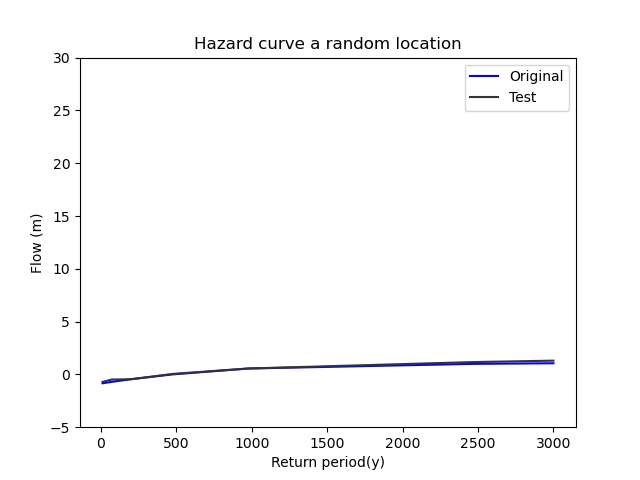 Hazard curve a random location
Original
Test
Flow (m)
30
25
20
15
10
5
0
−5
0 500 1000 1500 2000 2500 3000
Return period(y)